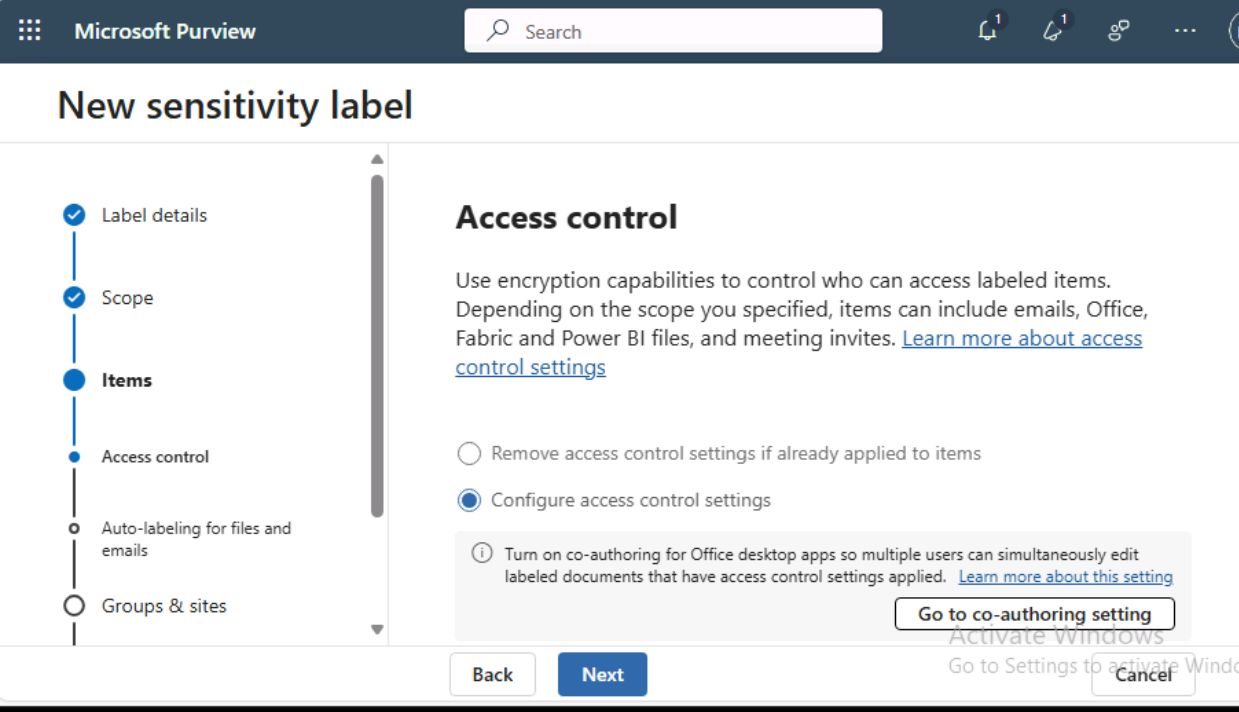 Microsoft Purview
Search
1
1
New sensitivity label
Label details
Scope
Items
Access control
Auto-labeling for files and
emails
Groups & sites
Access control
Use encryption capabilities to control who can access labeled items.
Depending on the scope you specified, items can include emails, Office,
Fabric and Power BI files, and meeting invites. Learn more about access
control settings
Remove access control settings if already applied to items
Configure access control settings
Turn on co-authoring for Office desktop apps so multiple users can simultaneously edit
labeled documents that have access control settings applied. Learn more about this setting
Go to co-authoring setting
Activate Windows
Go to Settings to activate Windo
Back
Next
Cancel